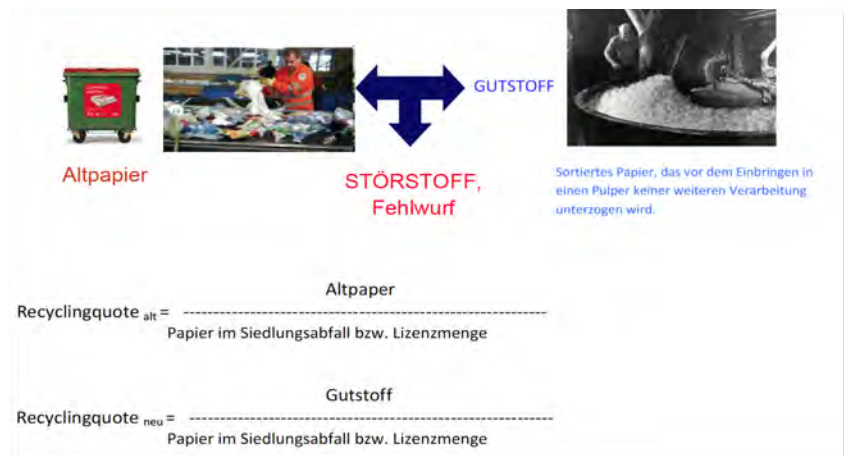 GUTSTOFF
Altpapier
STÖRSTOFF,
Fehlwurf
Sortiertes Papier, das vor dem Einbringen in
einen Pulper keiner weiteren Verarbeitung
unterzogen wird.
Altpaper
Recyclingquote alt = -------------------------------------------------------------
Papier im Siedlungsabfall bzw. Lizenzmenge
Gutstoff
Recyclingquote neu = -------------------------------------------------------------
Papier im Siedlungsabfall bzw. Lizenzmenge